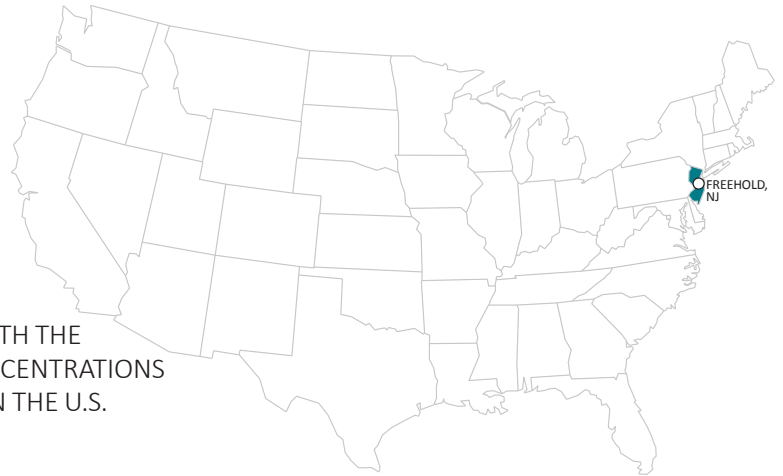 FREEHOLD,
NJ
TH THE
CENTRATIONS
THE U.S.